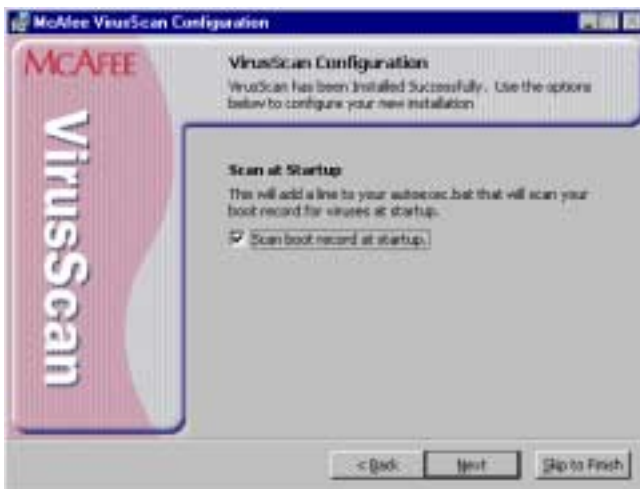 McAfee VirusScan Configuration
McAFEE
VirusScan
VirusScan Configuration
VirusScan has been Installed Successfully. Use the options
below to configure your new installation
Scan at Startup
This will add a line to your autoexec.bat that will scan your
boot record for viruses at startup.
Scan boot record at startup.
< Back
Next
Skip to Finish